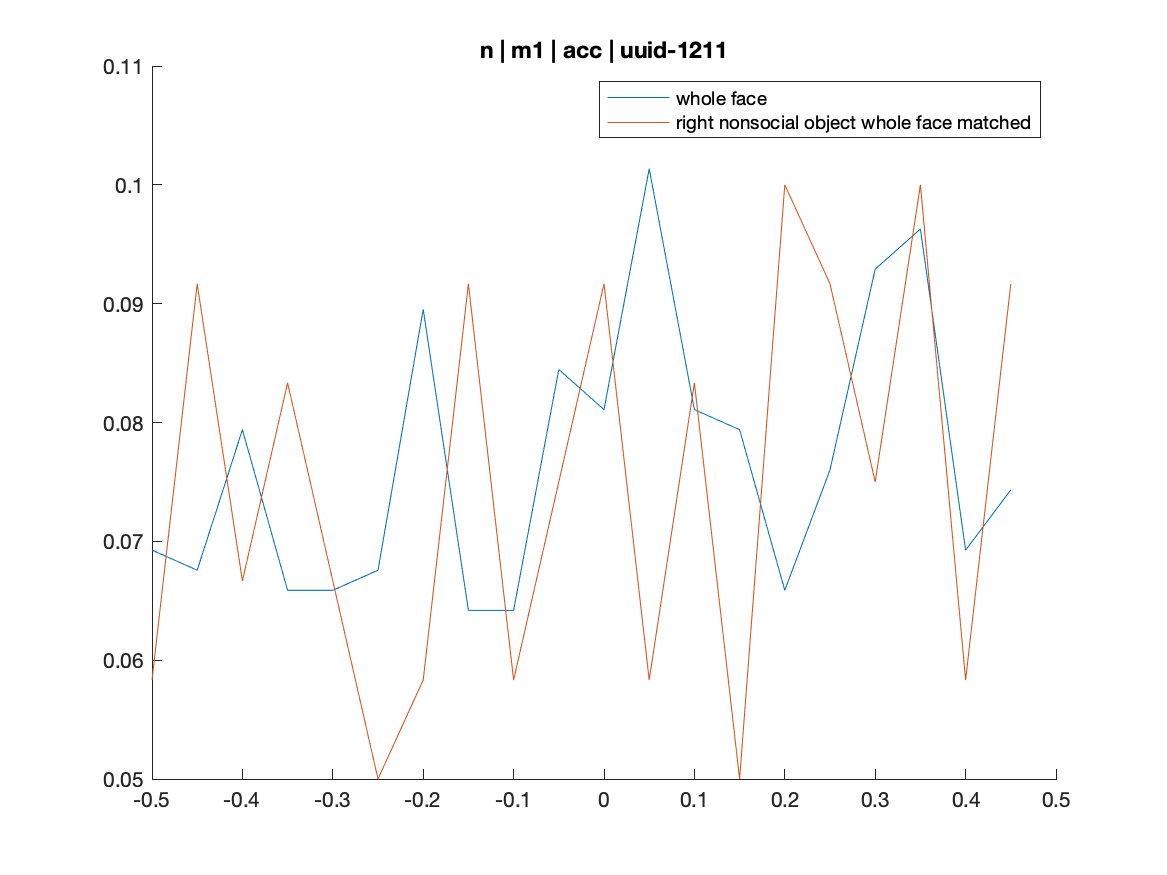 n | m1 | acc | uuid-1211
0.11
whole face
right nonsocial object whole face matched
0.1
0.09
0.08
0.07
0.06
0.05
-0.5 -0.4 -0.3 -0.2 -0.1 0 0.1 0.2 0.3 0.4 0.5